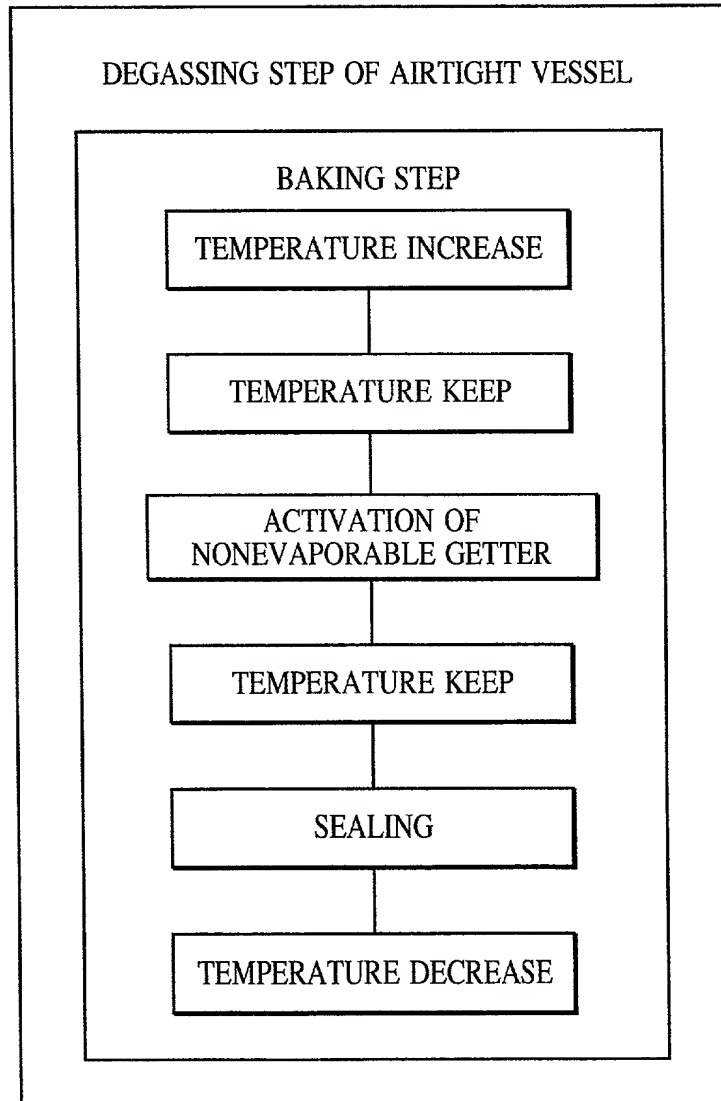 DEGASSING STEP OF AIRTIGHT VESSEL
BAKING STEP
TEMPERATURE INCREASE
TEMPERATURE KEEP
ACTIVATION OF
NONEVAPORABLE GETTER
TEMPERATURE KEEP
SEALING
TEMPERATURE DECREASE